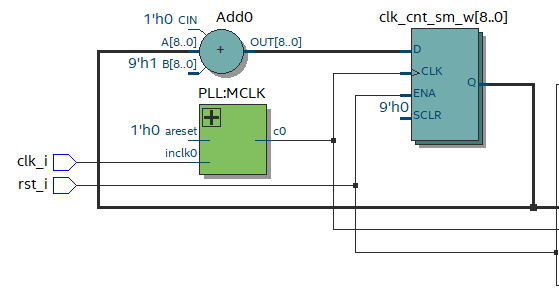 Add0
clk_cnt_sm_w[8..0]
1'h0 CIN
A[8..0]
OUT[8..0]
D
9'h1 B[8..0]
CLK
PLL:MCLK
Q
ENA
9'h0
SCLR
1'h0 areset
c0
inclk0
clk_i
rst_i